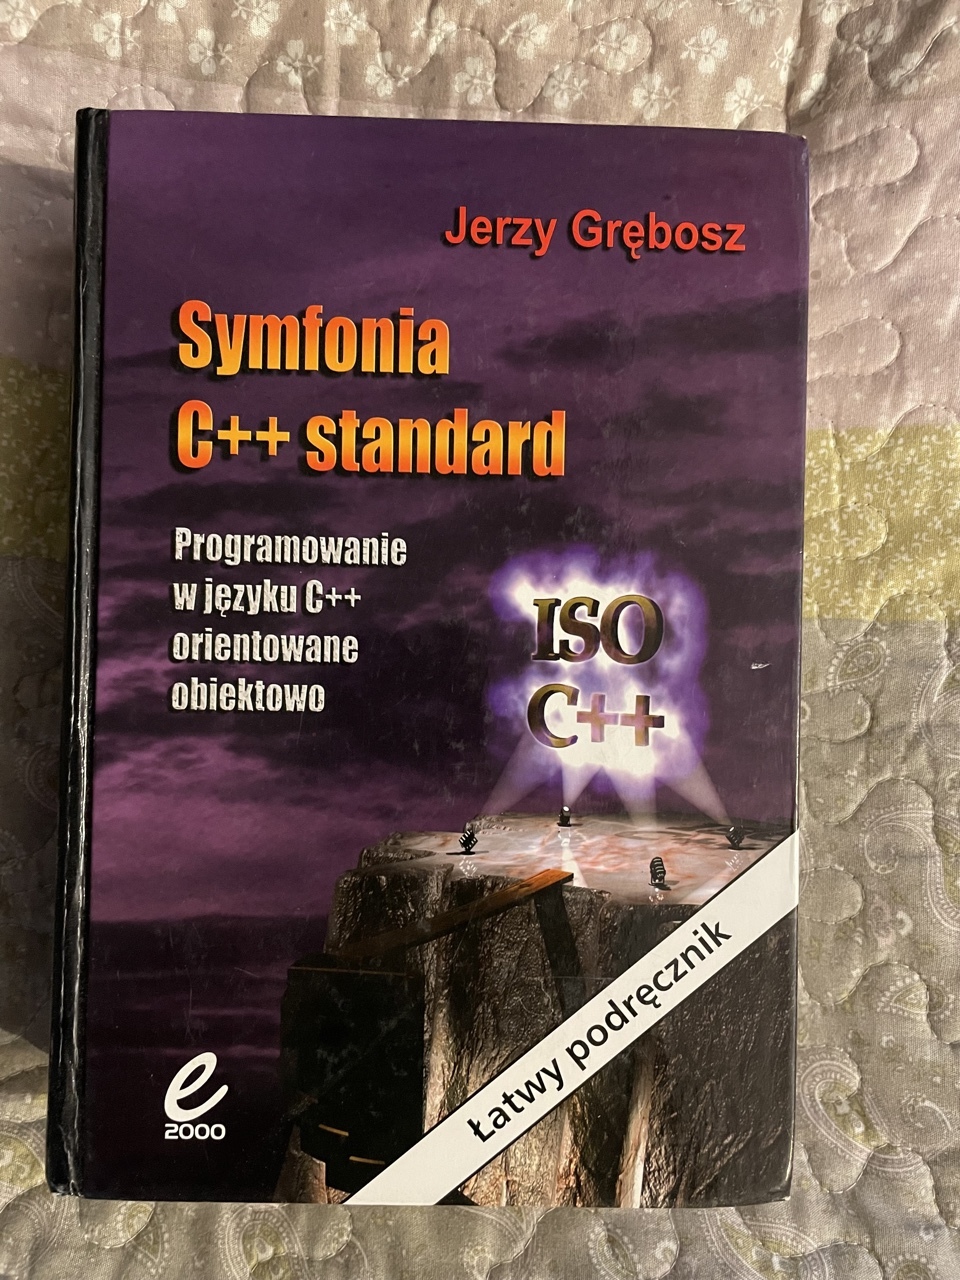 Jerzy Grębosz
Symfonia
C++ standard
Programowanie
w języku C++
orientowane
obiektowo
ISO
C++
Łatwy podręcznik
e
2000